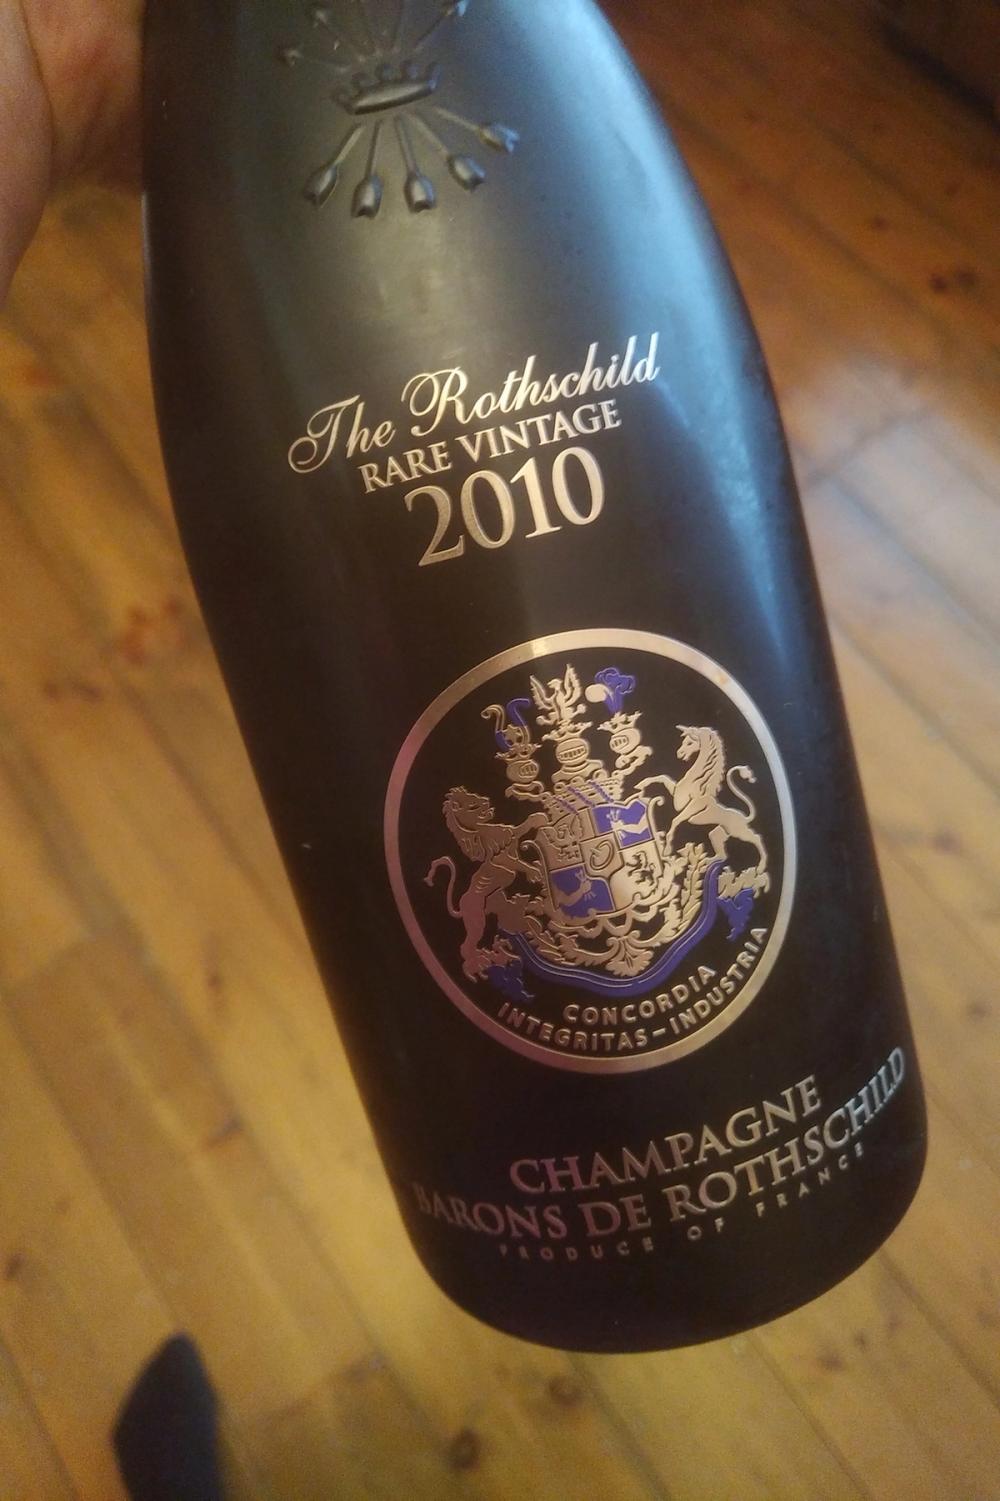 The Rothschild
RARE VINTAGE
2010
CONCORDIA
INTEGRITAS – INDUSTRIA
CHAMPAGNE
BARONS DE ROTHSCHILD
PRODUCE OF FRANCE